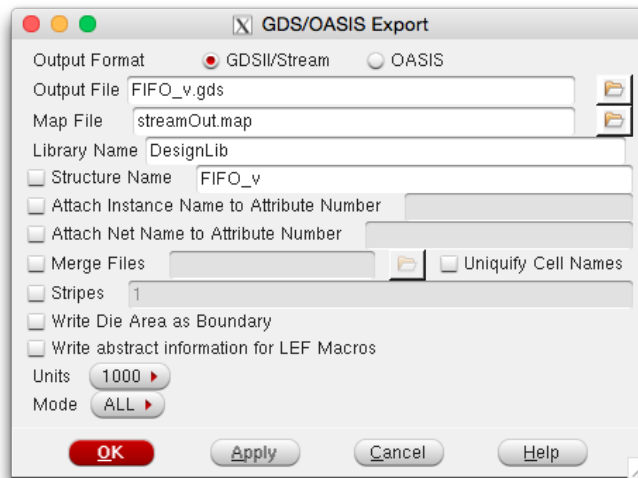 GDS/OASIS Export
Output Format GDSII/Stream OASIS
Output File FIFO_v.gds
Map File streamOut.map
Library Name DesignLib
Structure Name FIFO_v
Attach Instance Name to Attribute Number
Attach Net Name to Attribute Number
Merge Files Uniquify Cell Names
Stripes 1
Write Die Area as Boundary
Write abstract information for LEF Macros
Units 1000
Mode ALL
OK Apply Cancel Help